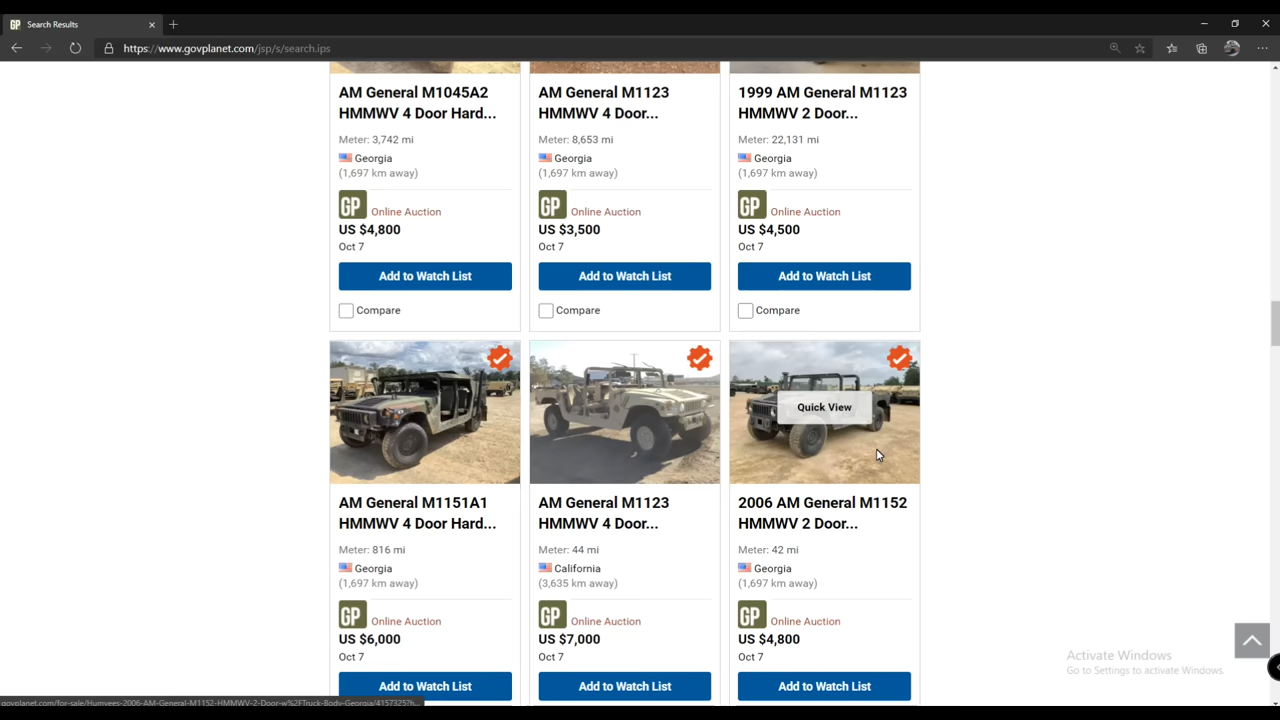 GP Search Results
https://www.govplanet.com/jsp/s/search.ips
AM General M1045A2
HMMWV 4 Door Hard...
Meter: 3,742 mi
Georgia
(1,697 km away)
GP Online Auction
US $4,800
Oct 7
Add to Watch List
Compare
AM General M1123
HMMWV 4 Door...
Meter: 8,653 mi
Georgia
(1,697 km away)
GP Online Auction
US $3,500
Oct 7
Add to Watch List
Compare
1999 AM General M1123
HMMWV 2 Door...
Meter: 22,131 mi
Georgia
(1,697 km away)
GP Online Auction
US $4,500
Oct 7
Add to Watch List
Compare
AM General M1151A1
HMMWV 4 Door Hard...
Meter: 816 mi
Georgia
(1,697 km away)
GP Online Auction
US $6,000
Oct 7
Add to Watch List
AM General M1123
HMMWV 4 Door...
Meter: 44 mi
California
(3,635 km away)
GP Online Auction
US $7,000
Oct 7
Add to Watch List
Quick View
2006 AM General M1152
HMMWV 2 Door...
Meter: 42 mi
Georgia
(1,697 km away)
GP Online Auction
US $4,800
Oct 7
Add to Watch List
Activate Windows
Go to Settings to activate Windows.